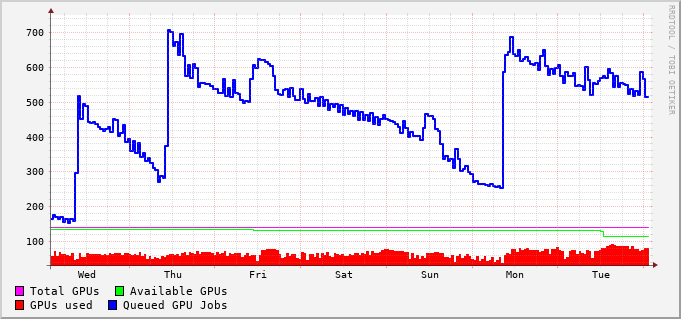 RRDTOOL / TOBI OETIKER
700
600
500
400
300
200
100
Wed Thu Fri Sat Sun Mon Tue
Total GPUs Available GPUs
GPUs used Queued GPU Jobs